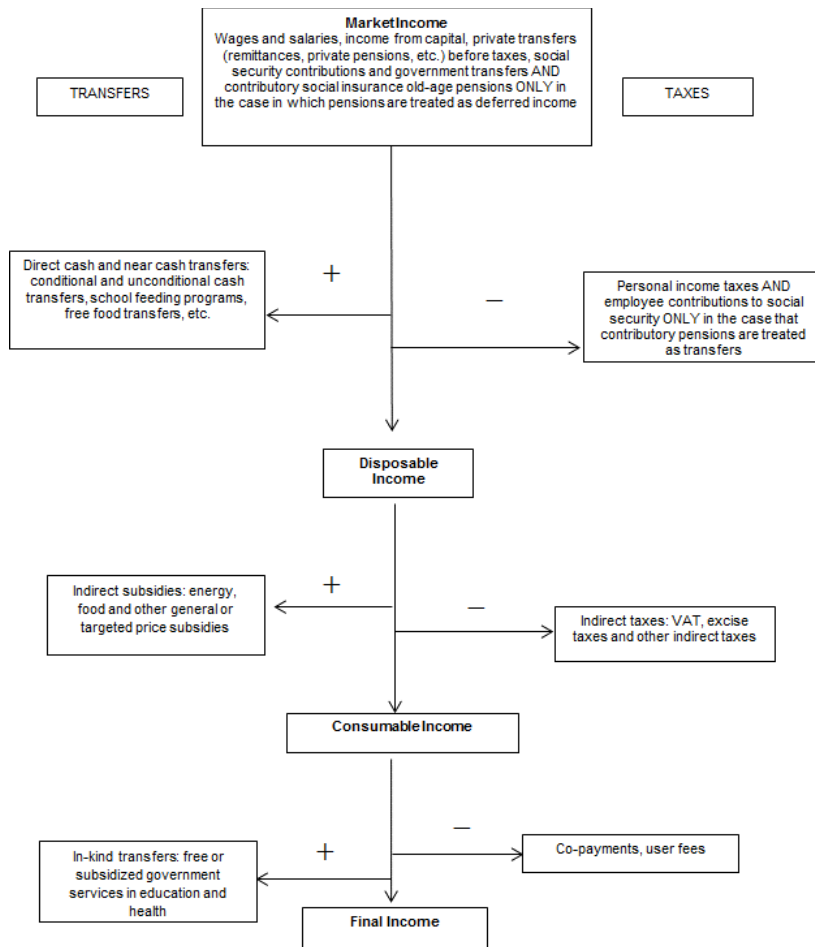 Market Income
Wages and salaries, income from capital, private transfers
(remittances, private pensions, etc.) before taxes, social
security contributions and government transfers AND
contributory social insurance old-age pensions ONLY in
the case in which pensions are treated as deferred income
TRANSFERS
TAXES
Direct cash and near cash transfers:
conditional and unconditional cash
transfers, school feeding programs,
free food transfers, etc.
+
−
Personal income taxes AND
employee contributions to social
security ONLY in the case that
contributory pensions are treated
as transfers
Disposable
Income
Indirect subsidies: energy,
food and other general or
targeted price subsidies
+
−
Indirect taxes: VAT, excise
taxes and other indirect taxes
Consumable Income
In-kind transfers: free or
subsidized government
services in education and
health
+
−
Co-payments, user fees
Final Income